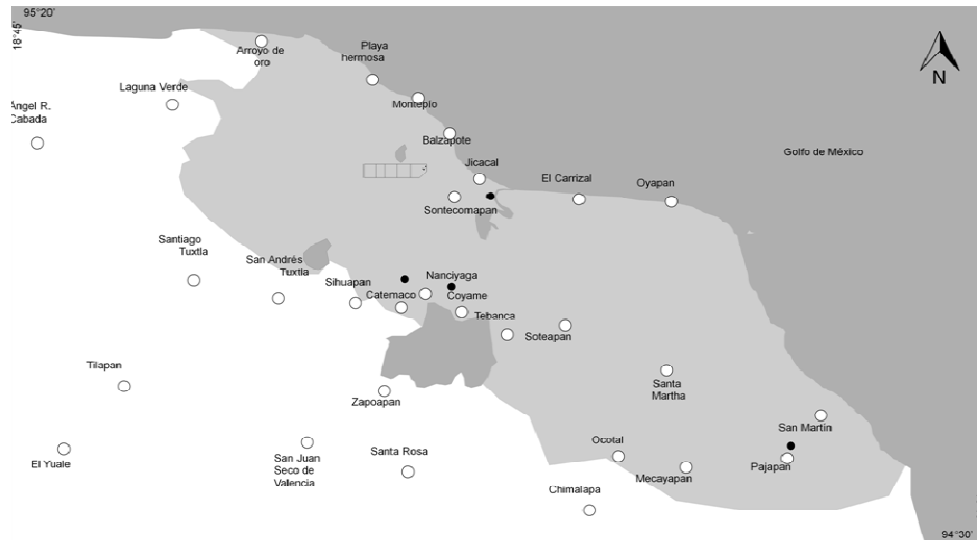 95°20'
18°45'
Arroyo de
oro
Playa
hermosa
Laguna Verde
Montepío
Angel R.
Cabada
Balzapote
Golfo de México
Jicacal
El Carrizal
Oyapan
Sontecomapan
Santiago
Tuxtla
San Andrés
Tuxtla
Sihuapan
Nanciyaga
Catemaco
Coyame
Tebanca
Soteapan
Tilapan
Santa
Martha
Zapoapan
San Martín
Ocotal
Santa Rosa
El Yuale
San Juan
Seco de
Valencia
Pajapan
Mecayapan
Chimalapa
94°30'
N